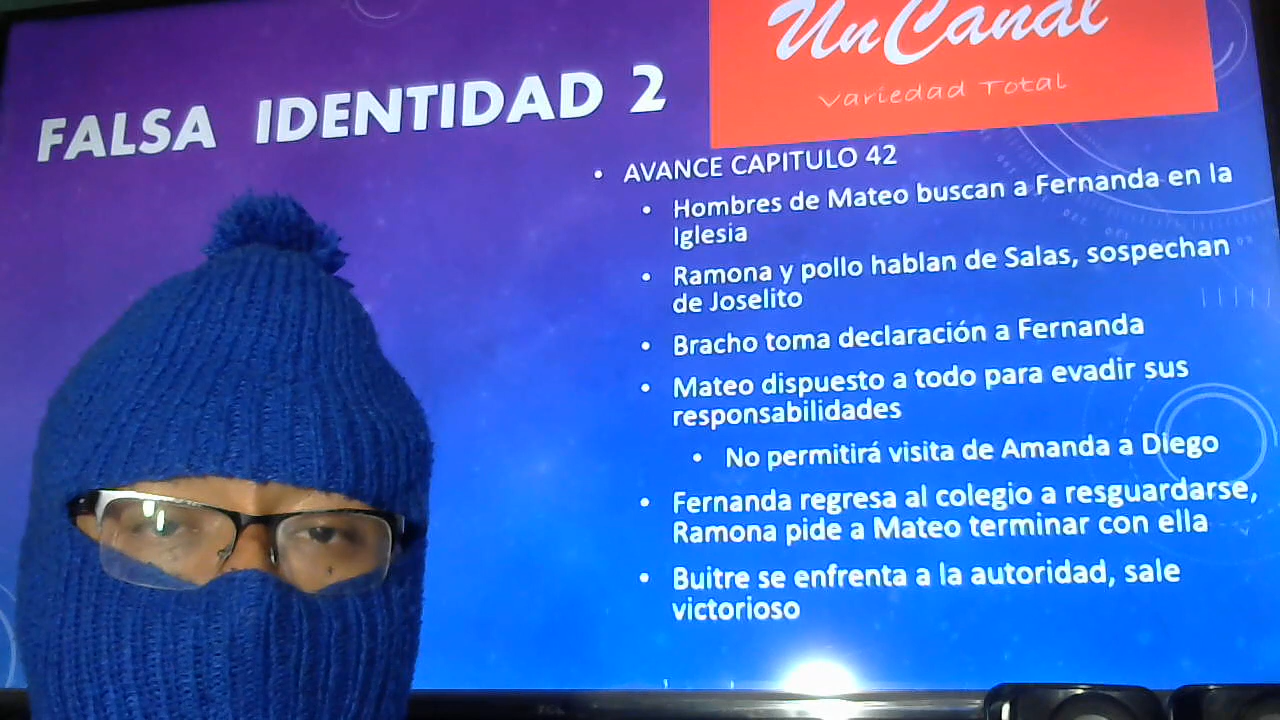 UnCanal
Variedad Total
FALSA IDENTIDAD 2
• AVANCE CAPITULO 42
• Hombres de Mateo buscan a Fernanda en la
Iglesia
• Ramona y pollo hablan de Salas, sospechan
de Joselito
• Bracho toma declaración a Fernanda
• Mateo dispuesto a todo para evadir sus
responsabilidades
• No permitirá visita de Amanda a Diego
• Fernanda regresa al colegio a resguardarse,
Ramona pide a Mateo terminar con ella
• Buitre se enfrenta a la autoridad, sale
victorioso